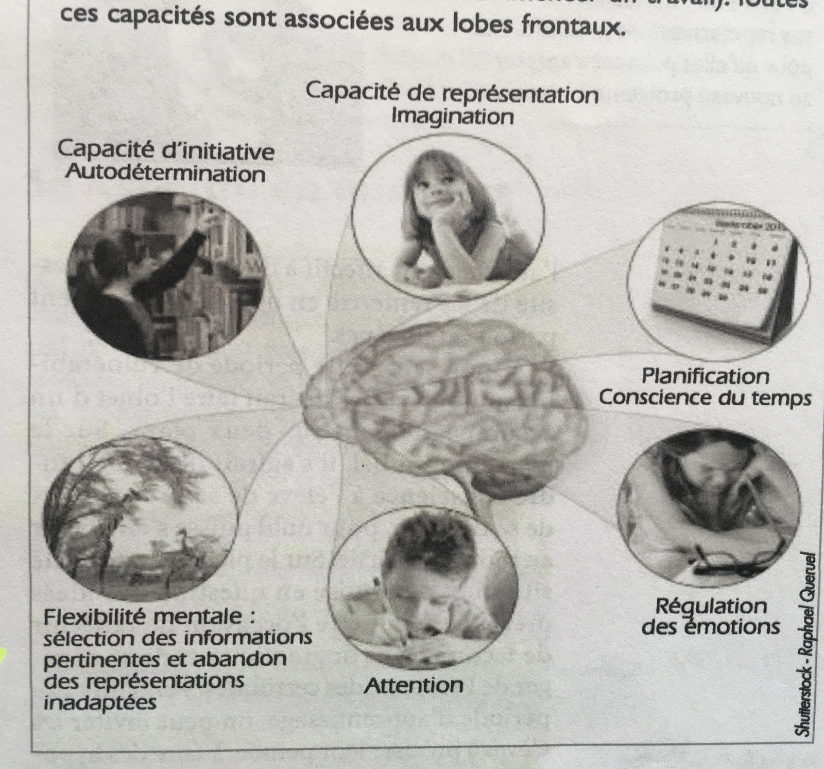 ces capacités sont associées aux lobes frontaux.
Capacité de représentation
Imagination
Capacité d'initiative
Autodétermination
Planification
Conscience du temps
Flexibilité mentale :
sélection des informations
pertinentes et abandon
des représentations
inadaptées
Attention
Régulation
des émotions
Shutterstock - Raphael Queruel